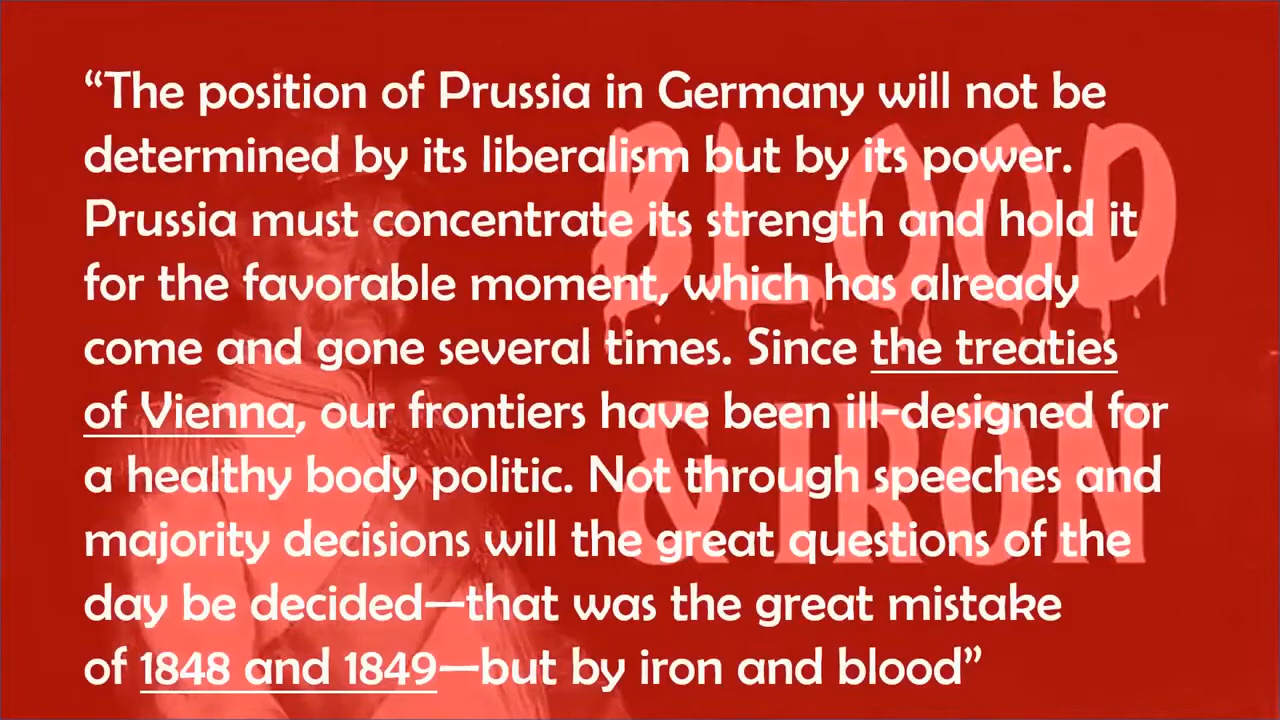 “The position of Prussia in Germany will not be
determined by its liberalism but by its power.
Prussia must concentrate its strength and hold it
for the favorable moment, which has already
come and gone several times. Since the treaties
of Vienna, our frontiers have been ill-designed for
a healthy body politic. Not through speeches and
majority decisions will the great questions of the
day be decided—that was the great mistake
of 1848 and 1849—but by iron and blood”
BLOOD
& IRON